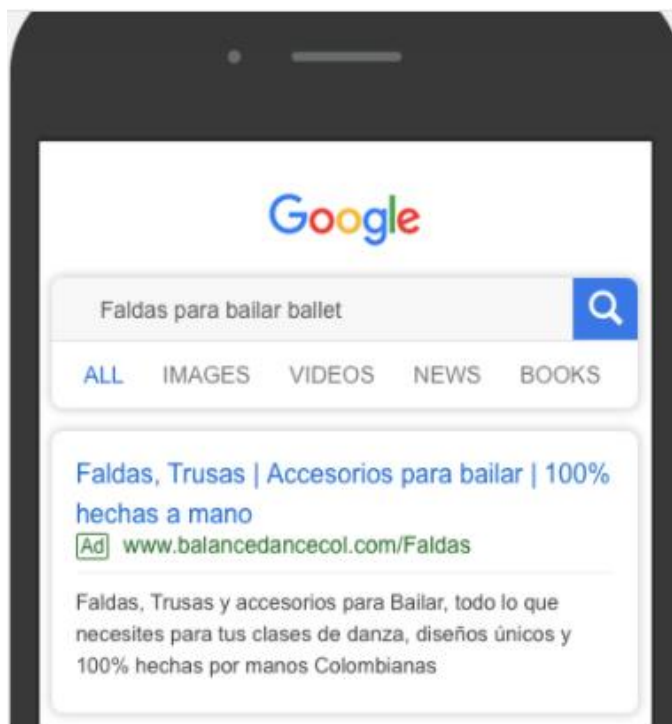 Google
Faldas para bailar ballet
ALL IMAGES VIDEOS NEWS BOOKS
Faldas, Trusas | Accesorios para bailar | 100%
hechas a mano
Ad www.balancedancecol.com/Faldas
Faldas, Trusas y accesorios para Bailar, todo lo que
necesites para tus clases de danza, diseños únicos y
100% hechas por manos Colombianas